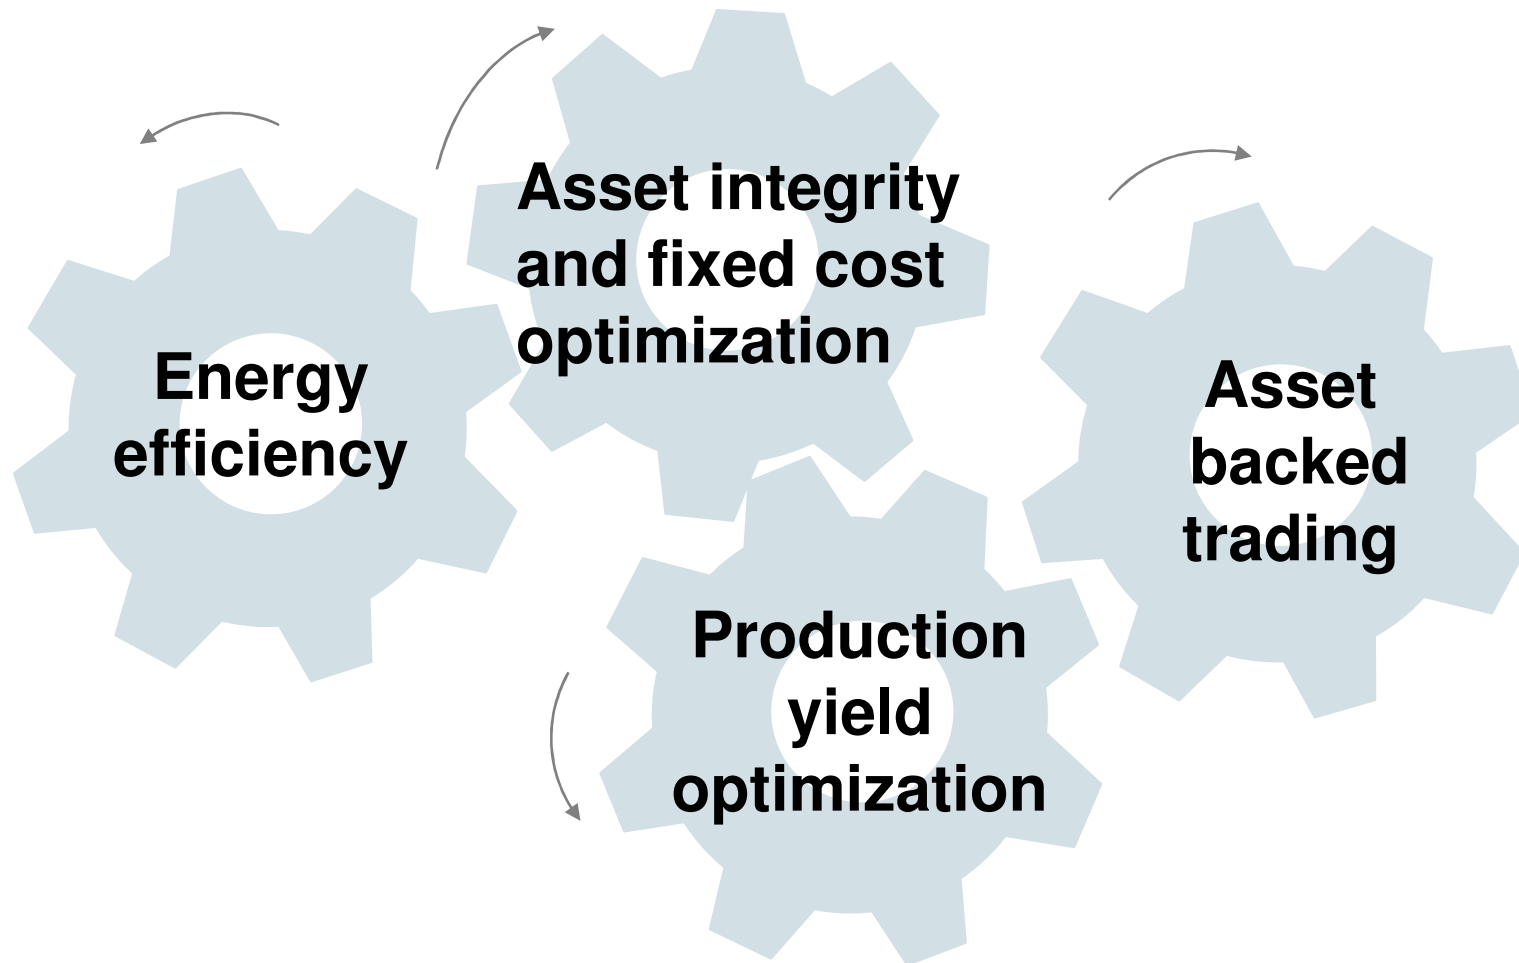 Asset integrity
and fixed cost
optimization
Energy
efficiency
Asset
backed
trading
Production
yield
optimization